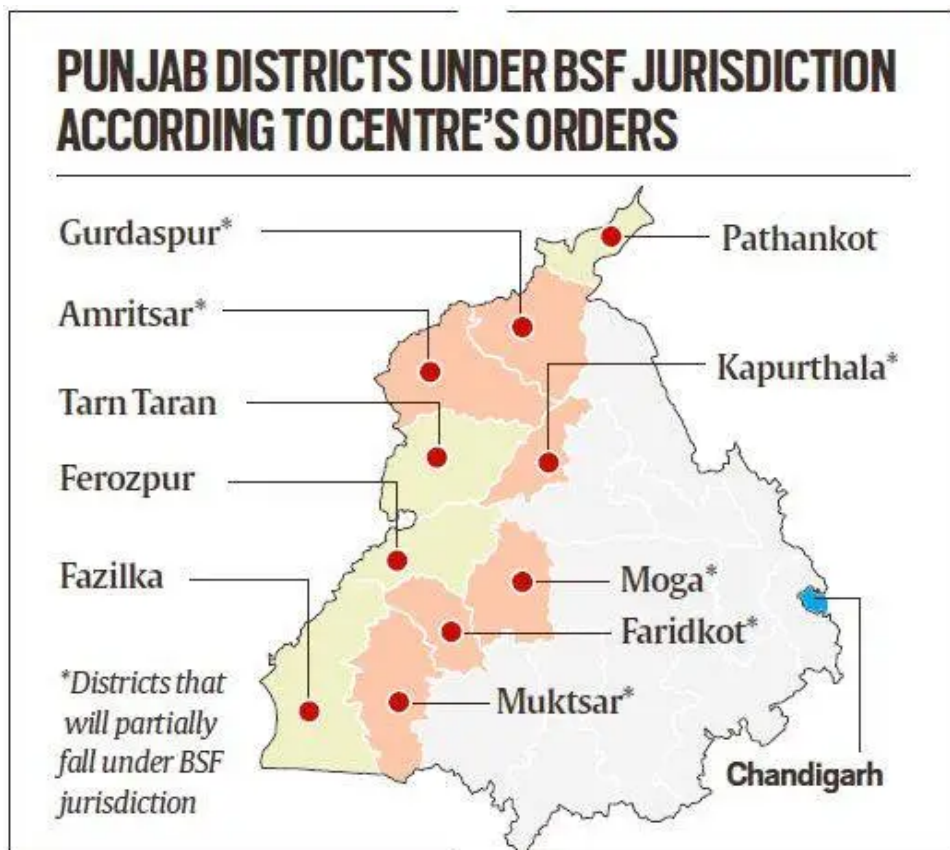 PUNJAB DISTRICTS UNDER BSF JURISDICTION
ACCORDING TO CENTRE'S ORDERS
Gurdaspur*
Pathankot
Amritsar*
Kapurthala*
Tarn Taran
Ferozpur
Fazilka
Moga*
Faridkot*
Muktsar*
*Districts that
will partially
fall under BSF
jurisdiction
Chandigarh